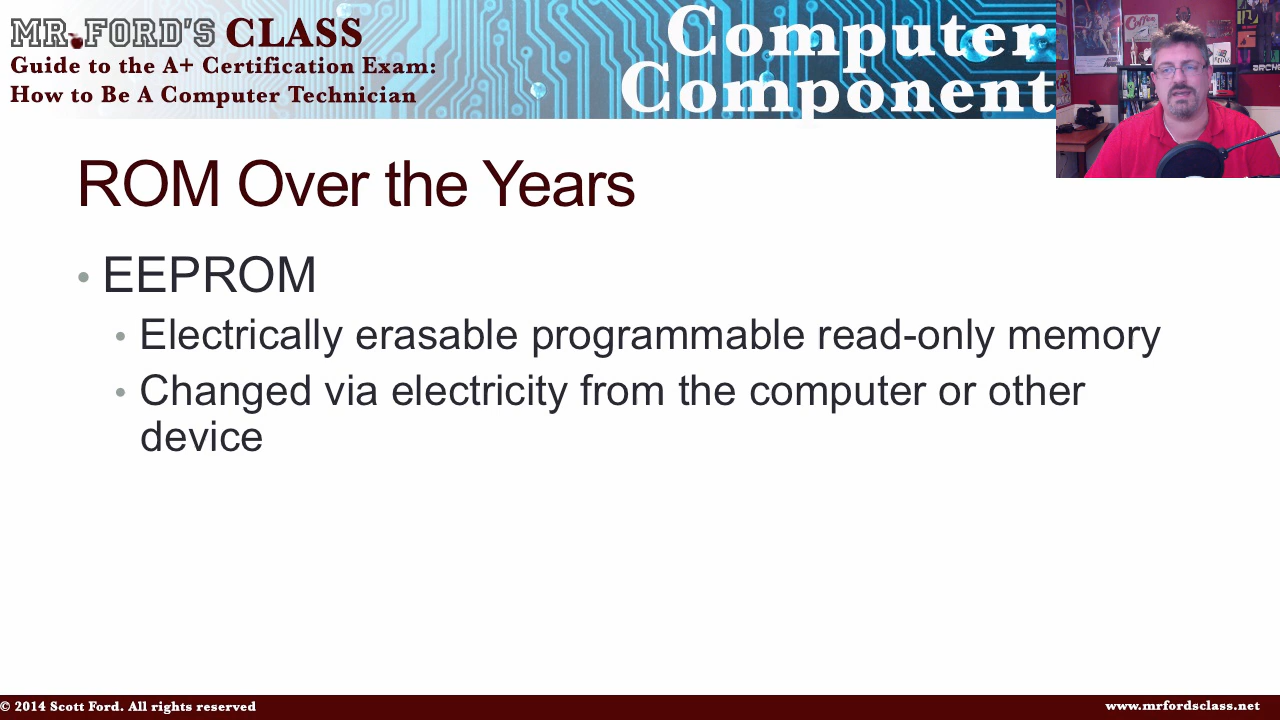 MR.FORD'S CLASS
Guide to the A+ Certification Exam:
How to Be A Computer Technician
Computer
Component
ROM Over the Years
• EEPROM
• Electrically erasable programmable read-only memory
• Changed via electricity from the computer or other
device
© 2014 Scott Ford. All rights reserved
www.mrfordsclass.net